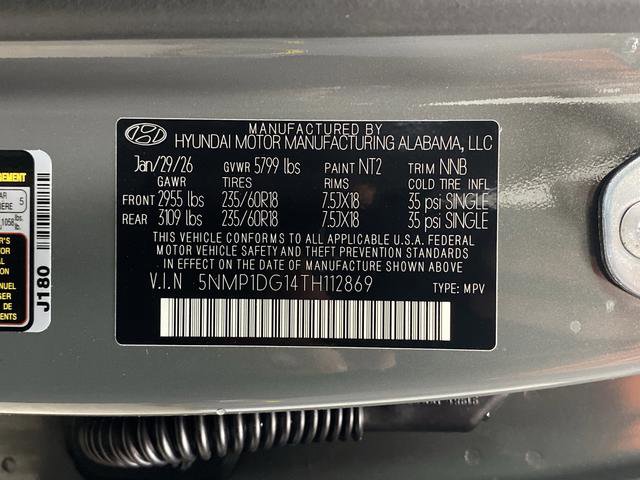 MANUFACTURED BY
HYUNDAI MOTOR MANUFACTURING ALABAMA, LLC
Jan/29/26 GVWR 5799 lbs PAINT NT2 TRIM NNB
GAWR TIRES RIMS COLD TIRE INFL
FRONT 2955 lbs 235/60R18 7.5JX18 35 psi SINGLE
REAR 3109 lbs 235/60R18 7.5JX18 35 psi SINGLE
THIS VEHICLE CONFORMS TO ALL APPLICABLE U.S.A. FEDERAL
MOTOR VEHICLE SAFETY AND THEFT PREVENTION STANDARDS
IN EFFECT ON THE DATE OF MANUFACTURE SHOWN ABOVE.
V.I.N 5NMP1DG14TH112869 TYPE: MPV
5
1,1058
J180